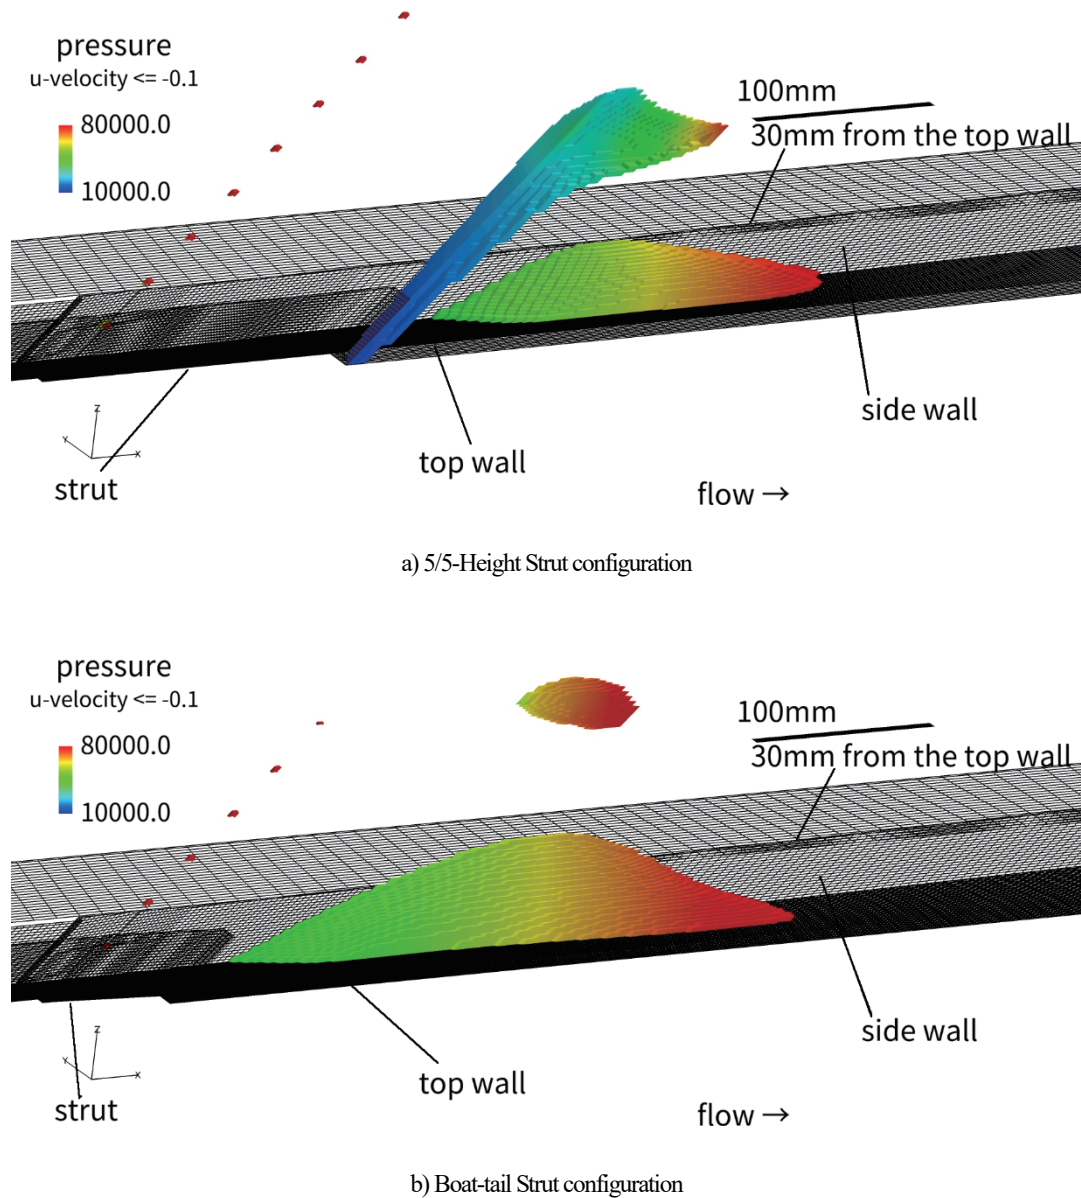 pressure
u-velocity <= -0.1
80000.0
10000.0
100mm
30mm from the top wall
side wall
top wall
strut
flow →
Z
Y
X
a) 5/5-Height Strut configuration
pressure
u-velocity <= -0.1
80000.0
10000.0
100mm
30mm from the top wall
side wall
top wall
strut
flow →
Z
Y
X
b) Boat-tail Strut configuration